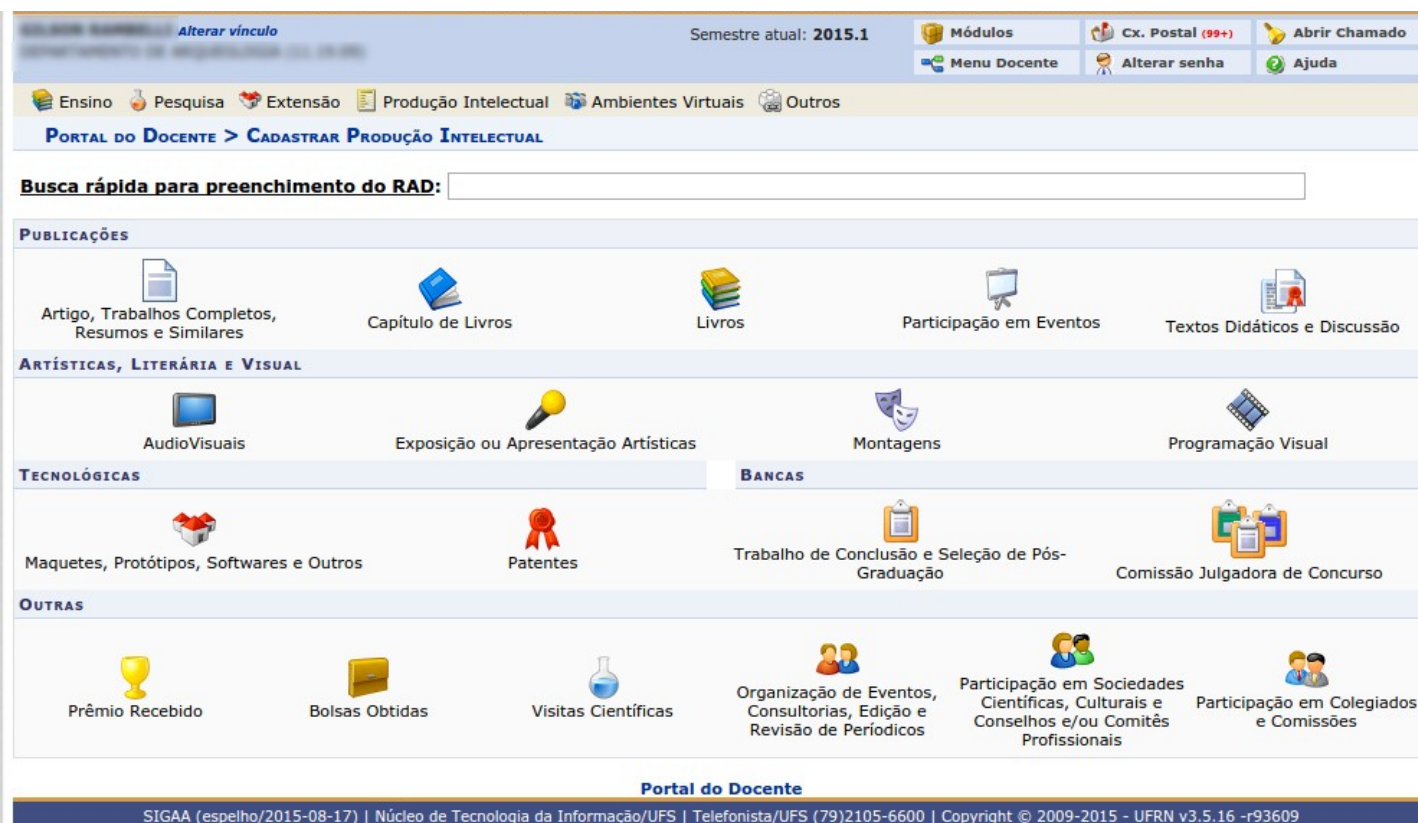 Alterar vínculo
Semestre atual: 2015.1
Módulos
Cx. Postal (99+)
Abrir Chamado
Menu Docente
Alterar senha
Ajuda
Ensino Pesquisa Extensão Produção Intelectual Ambientes Virtuais Outros
Portal do Docente > Cadastrar Produção Intelectual
Busca rápida para preenchimento do RAD:
Publicações
Artigo, Trabalhos Completos,
Resumos e Similares
Capítulo de Livros
Livros
Participação em Eventos
Textos Didáticos e Discussão
Artísticas, Literária e Visual
AudioVisuais
Exposição ou Apresentação Artísticas
Montagens
Programação Visual
Tecnológicas
Bancas
Maquetes, Protótipos, Softwares e Outros
Patentes
Trabalho de Conclusão e Seleção de Pós-
Graduação
Comissão Julgadora de Concurso
Outras
Prêmio Recebido
Bolsas Obtidas
Visitas Científicas
Organização de Eventos,
Consultorias, Edição e
Revisão de Periódicos
Participação em Sociedades
Científicas, Culturais e
Conselhos e/ou Comitês
Profissionais
Participação em Colegiados
e Comissões
Portal do Docente
SIGAA (espelho/2015-08-17) | Núcleo de Tecnologia da Informação/UFS | Telefonista/UFS (79)2105-6600 | Copyright © 2009-2015 - UFRN v3.5.16 -r93609